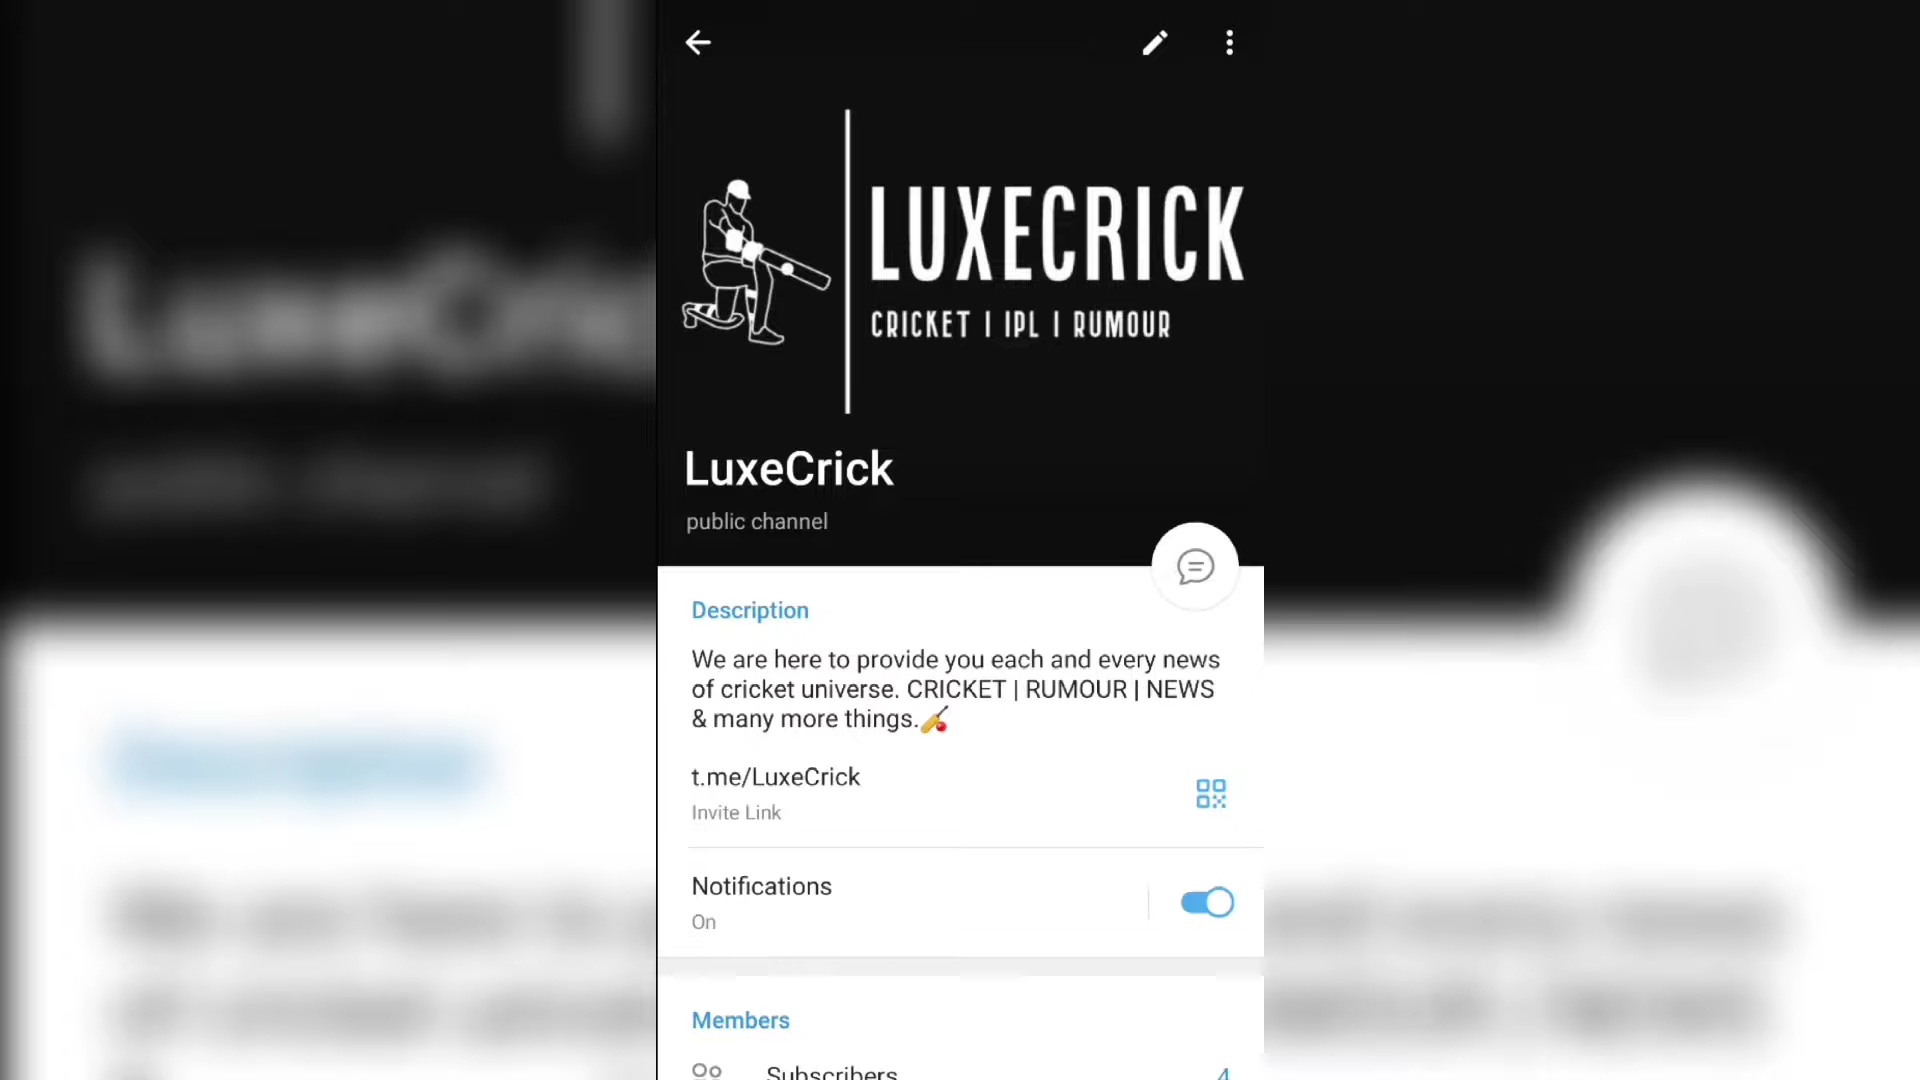 LUXECRICK
CRICKET | IPL | RUMOUR
LuxeCrick
public channel
Description
We are here to provide you each and every news
of cricket universe. CRICKET | RUMOUR | NEWS
& many more things.🏏
t.me/LuxeCrick
Invite Link
Notifications
On
Members
Subscribers 4